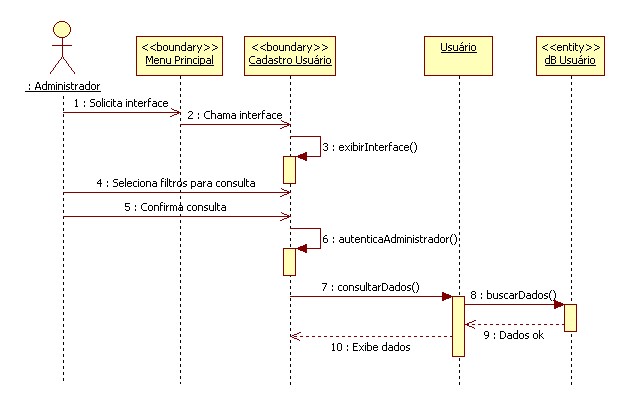 <<boundary>>
Menu Principal
<<boundary>>
Cadastro Usuário
Usuário
<<entity>>
dB Usuário
: Administrador
1 : Solicita interface
2 : Chama interface
3 : exibirInterface()
4 : Seleciona filtros para consulta
5 : Confirma consulta
6 : autenticaAdministrador()
7 : consultarDados()
8 : buscarDados()
9 : Dados ok
10 : Exibe dados